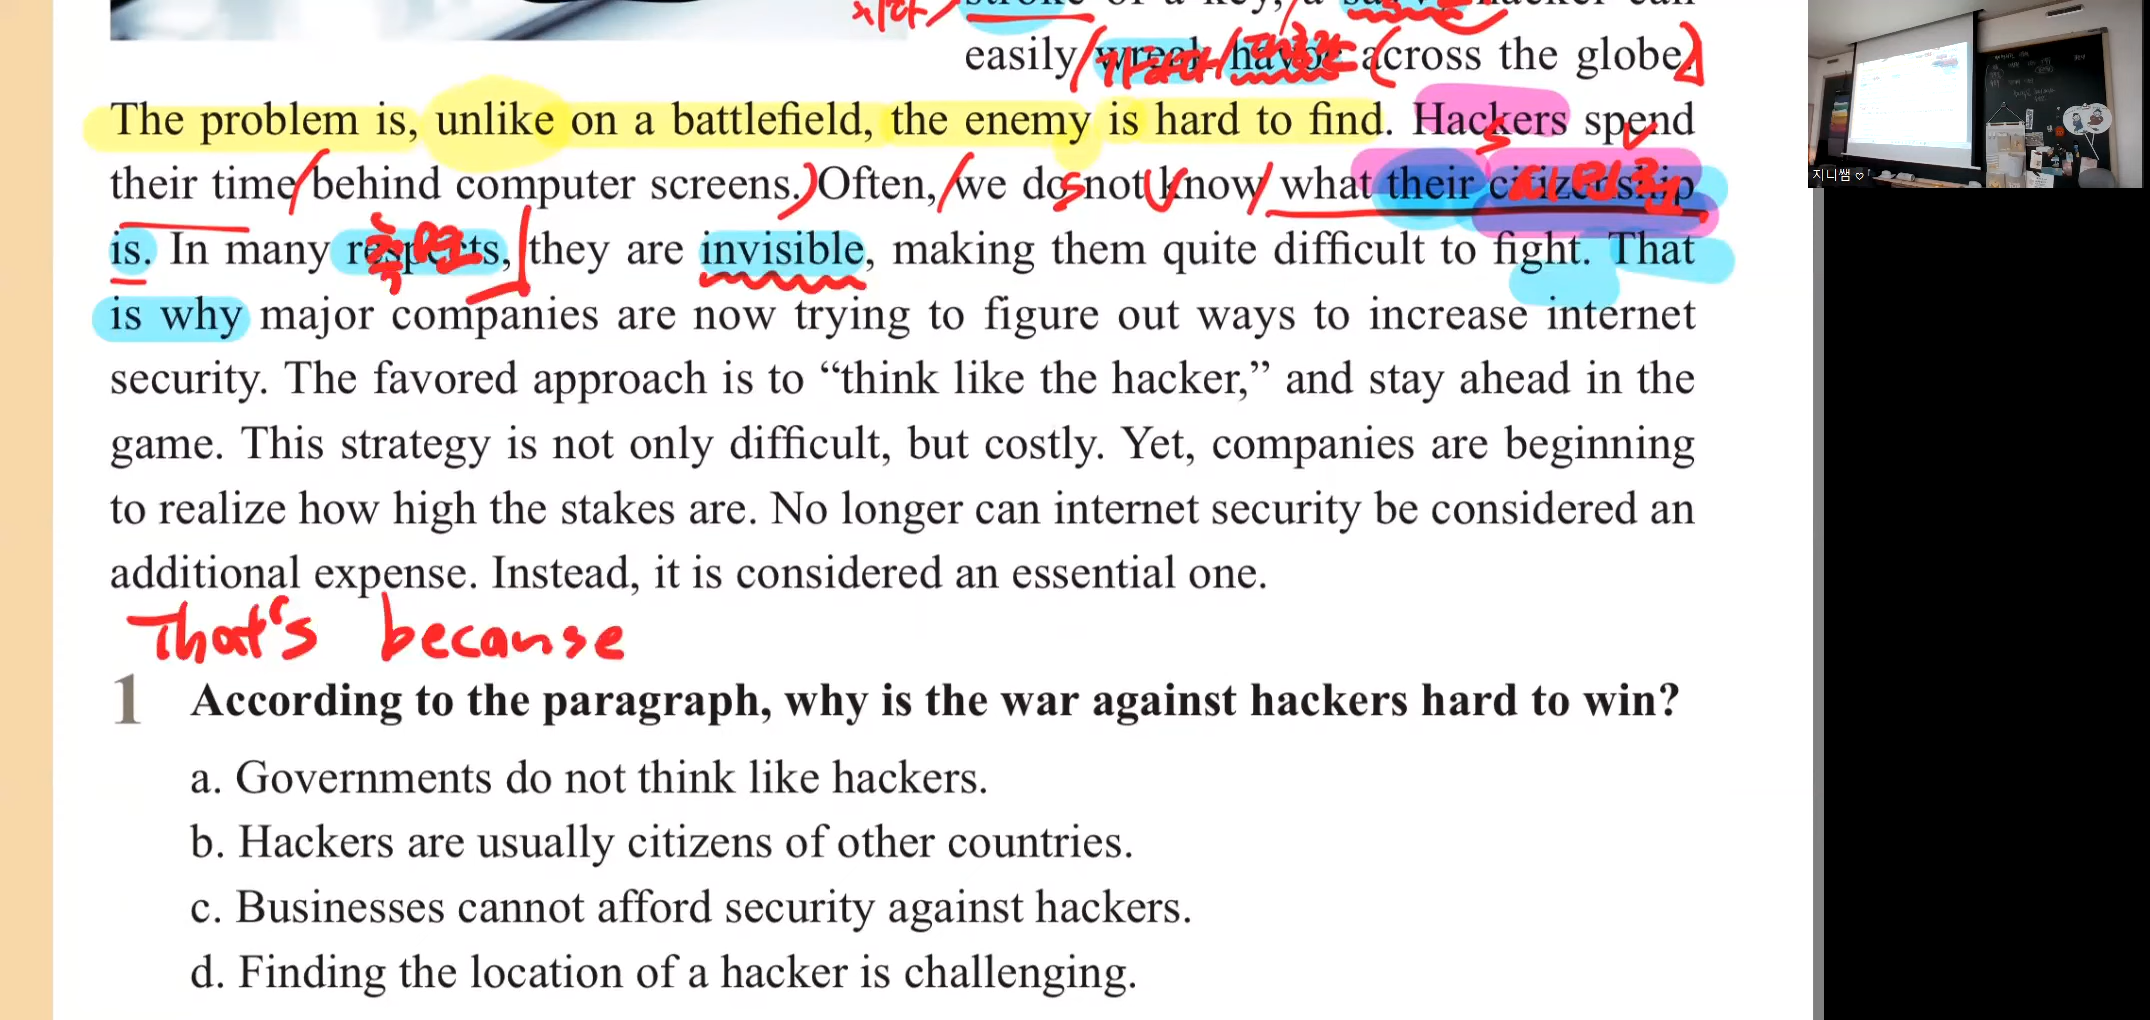 easily wreak havoc across the globe.
The problem is, unlike on a battlefield, the enemy is hard to find. Hackers spend
their time behind computer screens. Often, we do not know what their citizenship
is. In many respects, they are invisible, making them quite difficult to fight. That
is why major companies are now trying to figure out ways to increase internet
security. The favored approach is to “think like the hacker,” and stay ahead in the
game. This strategy is not only difficult, but costly. Yet, companies are beginning
to realize how high the stakes are. No longer can internet security be considered an
additional expense. Instead, it is considered an essential one.
That's because
1 According to the paragraph, why is the war against hackers hard to win?
a. Governments do not think like hackers.
b. Hackers are usually citizens of other countries.
c. Businesses cannot afford security against hackers.
d. Finding the location of a hacker is challenging.
지니쌤 ♡